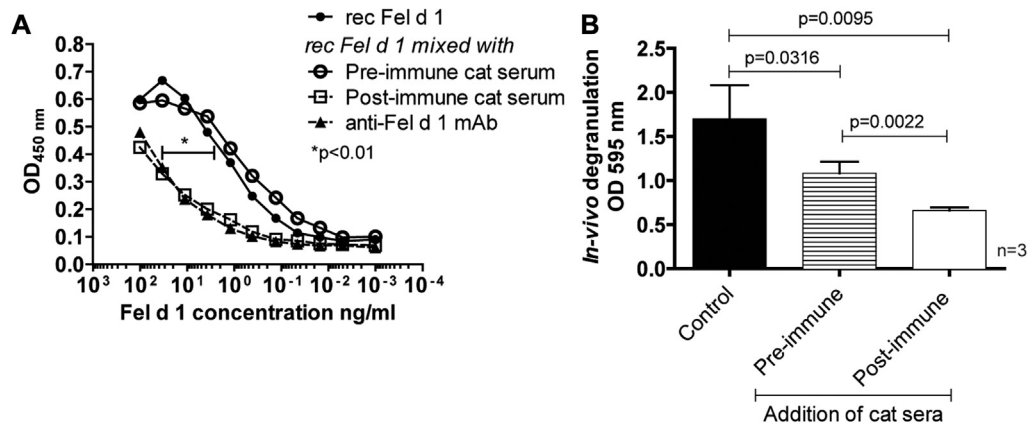 A
rec Fel d 1
rec Fel d 1 mixed with
Pre-immune cat serum
Post-immune cat serum
anti-Fel d 1 mAb
*p<0.01
OD450 nm
0.8
0.7
0.6
0.5
0.4
0.3
0.2
0.1
0.0
*
10³ 10² 10¹ 10⁰ 10⁻¹ 10⁻² 10⁻³ 10⁻⁴
Fel d 1 concentration ng/ml
B
p=0.0095
p=0.0316
p=0.0022
In-vivo degranulation
OD 595 nm
2.5
2.0
1.5
1.0
0.5
0.0
n=3
Control
Pre-immune
Post-immune
Addition of cat sera